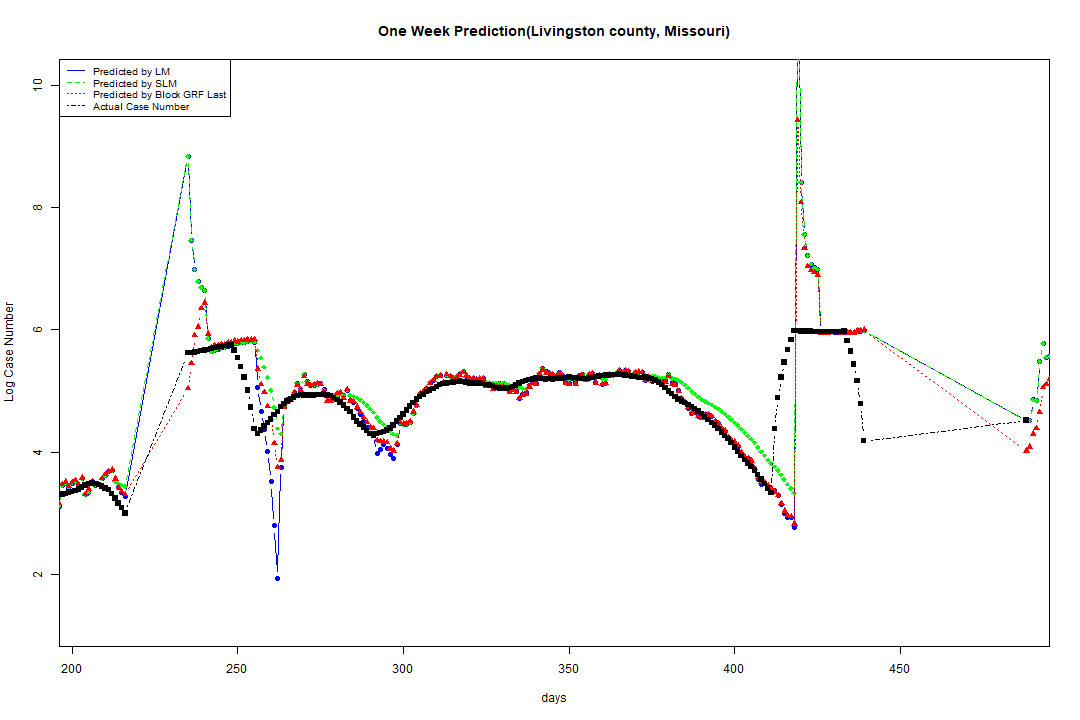 One Week Prediction(Livingston county, Missouri)
Predicted by LM
Predicted by SLM
Predicted by Block GRF Last
Actual Case Number
Log Case Number
10
8
6
4
2
200 250 300 350 400 450
days